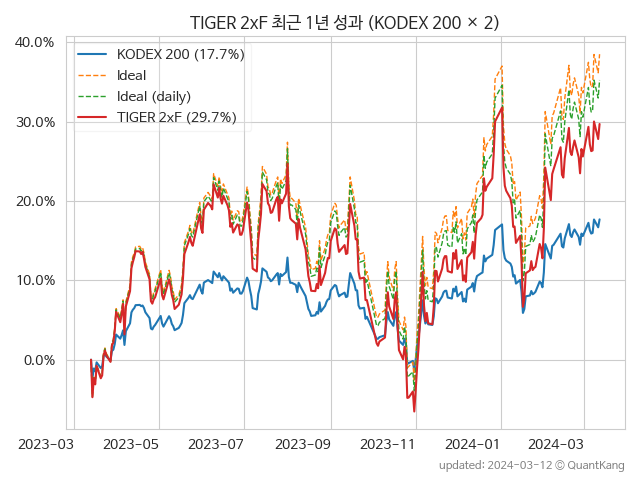 TIGER 2xF 최근 1년 성과 (KODEX 200 × 2)
40.0%
30.0%
20.0%
10.0%
0.0%
KODEX 200 (17.7%)
Ideal
Ideal (daily)
TIGER 2xF (29.7%)
2023-03
2023-05
2023-07
2023-09
2023-11
2024-01
2024-03
updated: 2024-03-12 © QuantKang